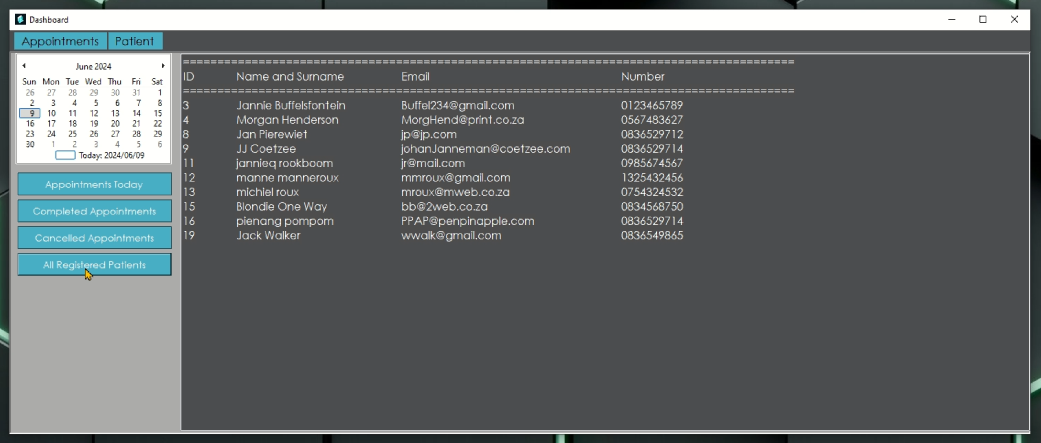 Dashboard
Appointments Patient
June 2024
Sun Mon Tue Wed Thu Fri Sat
26 27 28 29 30 31 1
2 3 4 5 6 7 8
9 10 11 12 13 14 15
16 17 18 19 20 21 22
23 24 25 26 27 28 29
30 1 2 3 4 5 6
Today: 2024/06/09
Appointments Today
Completed Appointments
Cancelled Appointments
All Registered Patients
ID Name and Surname Email Number
3 Jannie Buffelsfontein Buffel234@gmail.com 0123465789
4 Morgan Henderson MorgHend@print.co.za 0567483627
8 Jan Pierewiet jp@jp.com 0836529712
9 JJ Coetzee johanJanneman@coetzee.com 0836529714
11 jannieq rookboom jr@mail.com 0985674567
12 manne manneroux mmroux@gmail.com 1325432456
13 michiel roux mroux@mweb.co.za 0754324532
15 Blondie One Way bb@2web.co.za 0834568750
16 pienang pompom PPAP@penpinapple.com 0836529714
19 Jack Walker wwalk@gmail.com 0836549865